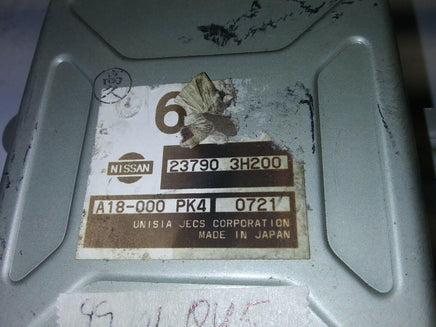 6
NISSAN
23790 3H200
A18-000 PK4 0721
UNISIA JECS CORPORATION
MADE IN JAPAN